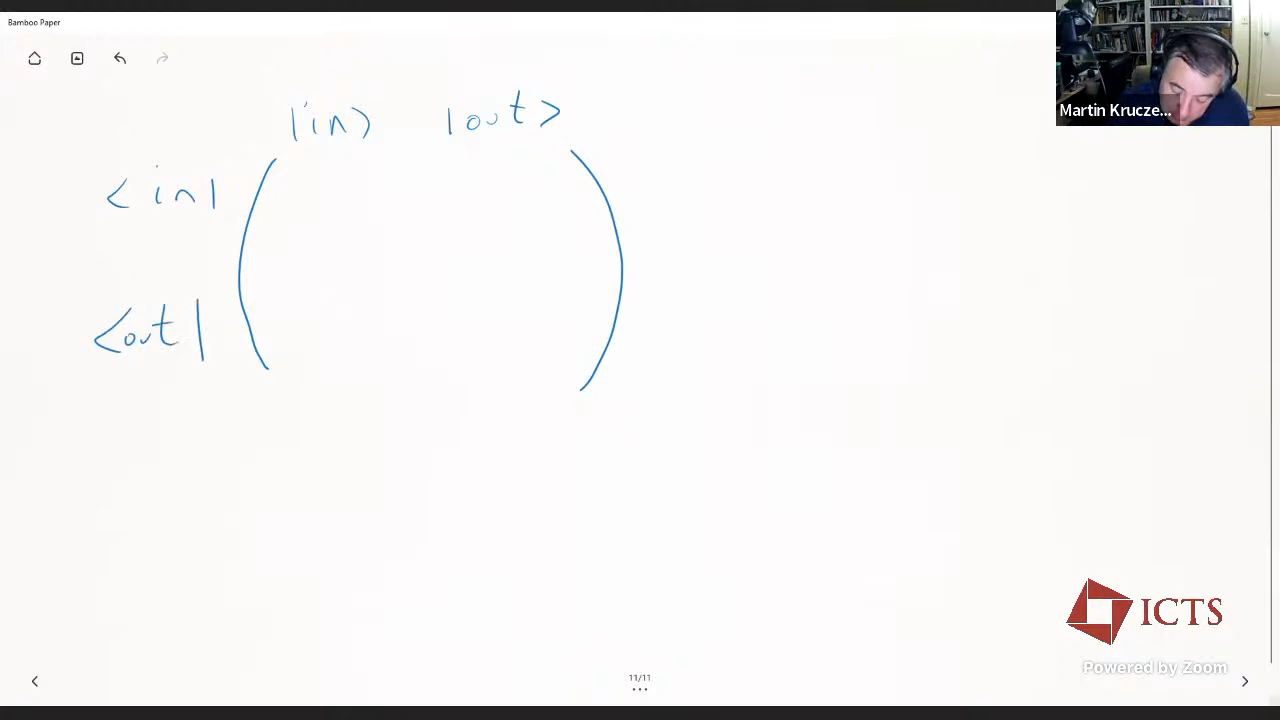 Bamboo Paper
Martin Krucze...
|in> |out>
<in|
<out|
ICTS
Powered by Zoom
11/11